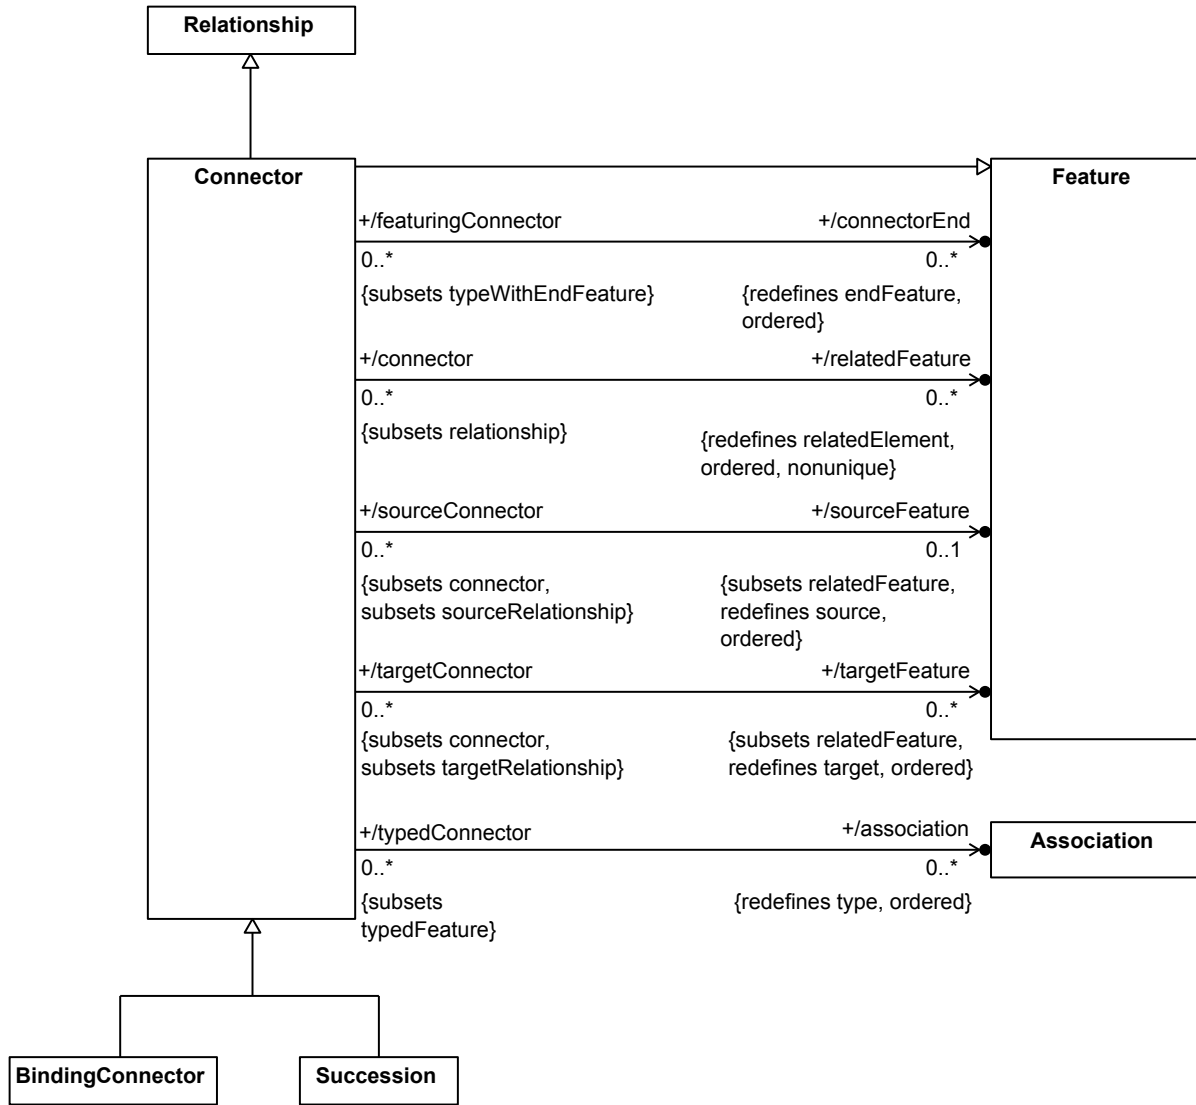 Relationship
Connector
Feature
+/featuringConnector
+/connectorEnd
0..*
0..*
{subsets typeWithEndFeature}
{redefines endFeature,
ordered}
+/connector
+/relatedFeature
0..*
0..*
{subsets relationship}
{redefines relatedElement,
ordered, nonunique}
+/sourceConnector
+/sourceFeature
0..*
0..1
{subsets connector,
subsets sourceRelationship}
{subsets relatedFeature,
redefines source,
ordered}
+/targetConnector
+/targetFeature
0..*
0..*
{subsets connector,
subsets targetRelationship}
{subsets relatedFeature,
redefines target, ordered}
+/typedConnector
+/association
Association
0..*
0..*
{subsets
typedFeature}
{redefines type, ordered}
BindingConnector
Succession